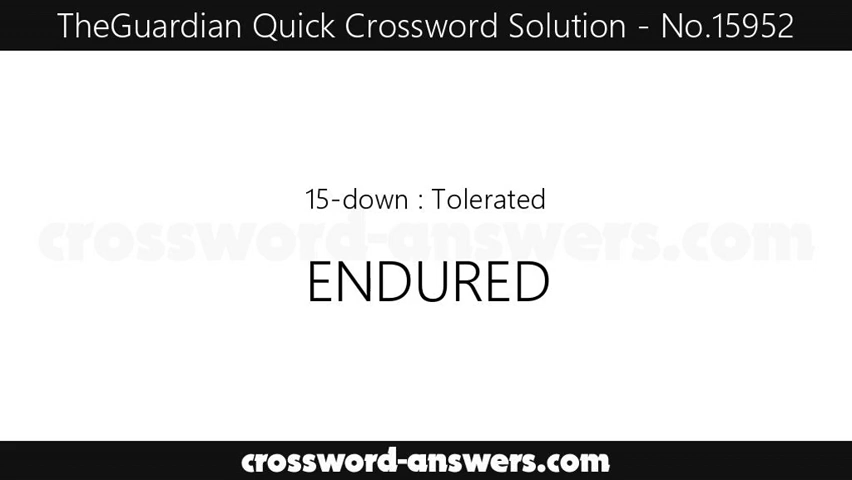 TheGuardian Quick Crossword Solution - No.15952
15-down : Tolerated
crossword-answers.com
ENDURED
crossword-answers.com